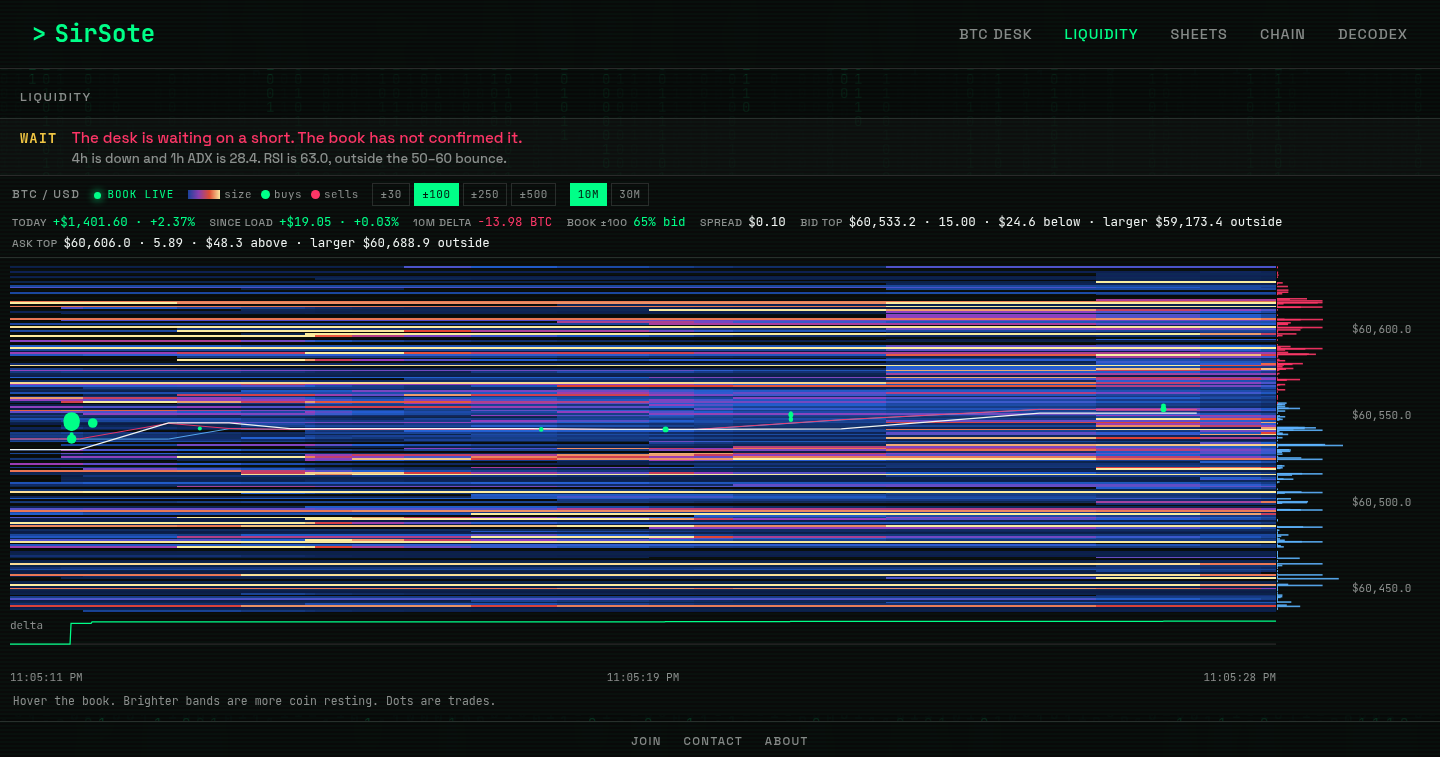 > SirSote
BTC DESK LIQUIDITY SHEETS CHAIN DECODEX
LIQUIDITY
WAIT The desk is waiting on a short. The book has not confirmed it.
4h is down and 1h ADX is 28.4. RSI is 63.0, outside the 50–60 bounce.
BTC / USD BOOK LIVE size buys sells ±30 ±100 ±250 ±500 10M 30M
TODAY +$1,401.60 · +2.37% SINCE LOAD +$19.05 · +0.03% 10M DELTA -13.98 BTC BOOK ±100 65% bid SPREAD $0.10 BID TOP $60,533.2 · 15.00 · $24.6 below · larger $59,173.4 outside
ASK TOP $60,606.0 · 5.89 · $48.3 above · larger $60,688.9 outside
$60,600.0
$60,550.0
$60,500.0
$60,450.0
delta
11:05:11 PM 11:05:19 PM 11:05:28 PM
Hover the book. Brighter bands are more coin resting. Dots are trades.
JOIN CONTACT ABOUT